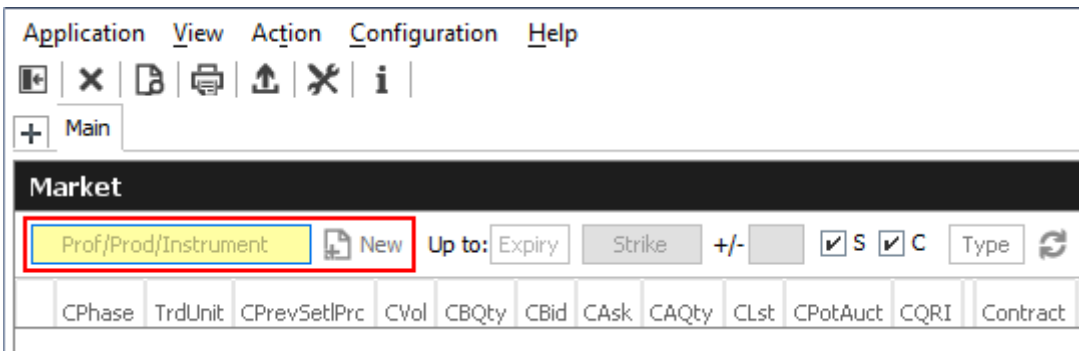 Application View Action Configuration Help
Main
Market
Prof/Prod/Instrument New Up to: Expiry Strike +/- S C Type
CPhase TrdUnit CPrevSetlPrc CVol CBQty CBid CAsk CAQty CLst CPotAuct CQRI Contract